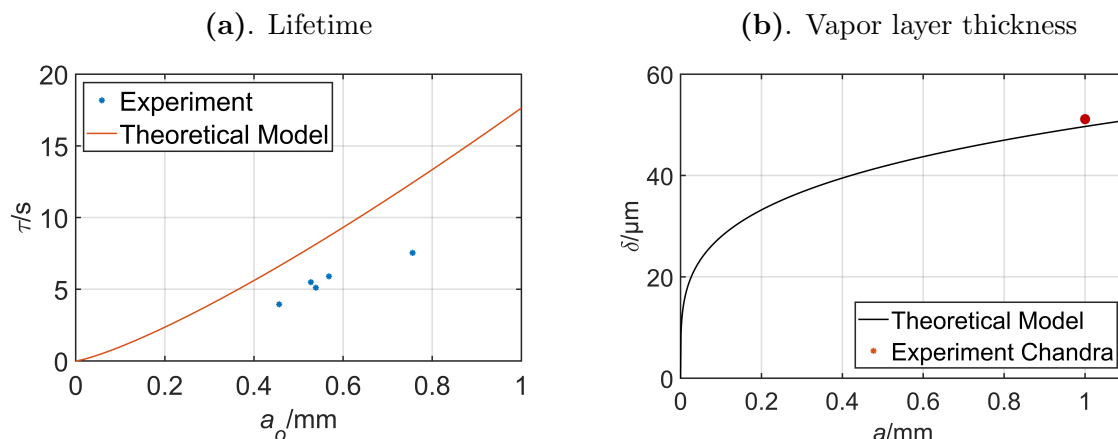 (a). Lifetime
20
15
10
5
0
τ/s
Experiment
Theoretical Model
0 0.2 0.4 0.6 0.8 1
a_o/mm
(b). Vapor layer thickness
60
40
20
0
δ/μm
Theoretical Model
Experiment Chandra
0 0.2 0.4 0.6 0.8 1
a/mm